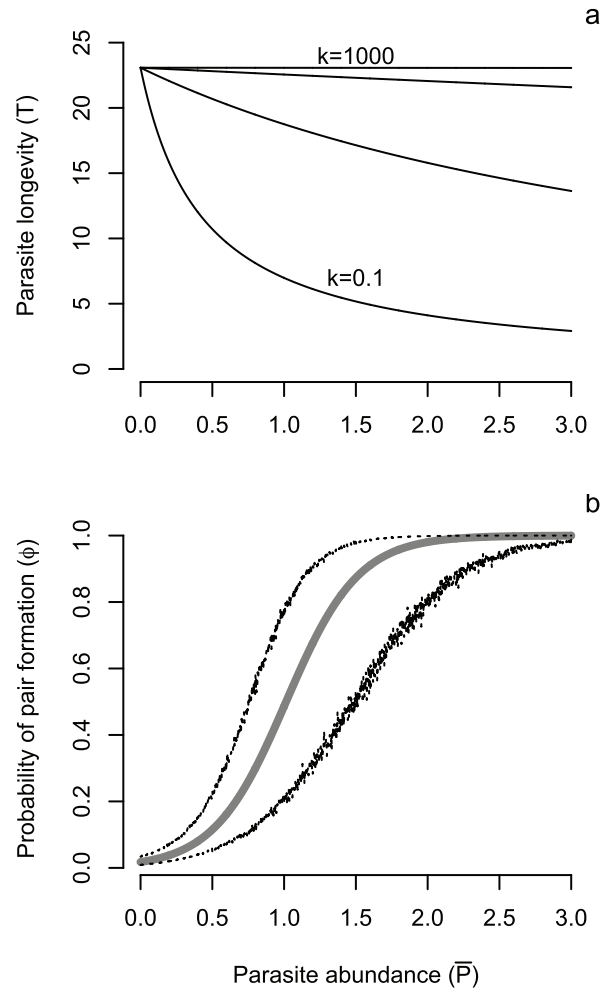 a
Parasite longevity (T)
25
20
15
10
5
0
k=1000
k=0.1
0.0 0.5 1.0 1.5 2.0 2.5 3.0
b
Probability of pair formation (ϕ)
1.0
0.8
0.6
0.4
0.2
0.0
0.0 0.5 1.0 1.5 2.0 2.5 3.0
Parasite abundance (P̅)